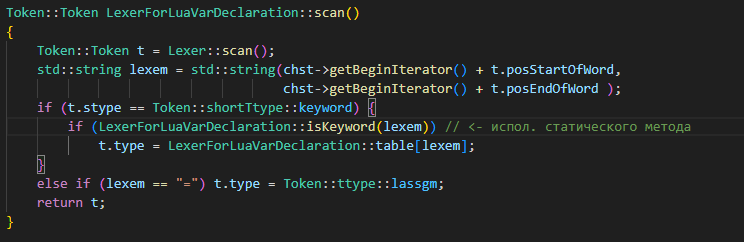 Token::Token LexerForLuaVarDeclaration::scan()
{
    Token::Token t = Lexer::scan();
    std::string lexem = std::string(chst->getBeginIterator() + t.posStartOfWord,
                                    chst->getBeginIterator() + t.posEndOfWord );
    if (t.stype == Token::shortTtype::keyword) {
        if (LexerForLuaVarDeclaration::isKeyword(lexem)) // <- испол. статического метода
            t.type = LexerForLuaVarDeclaration::table[lexem];
    }
    else if (lexem == "=") t.type = Token::ttype::lassgm;
    return t;
}